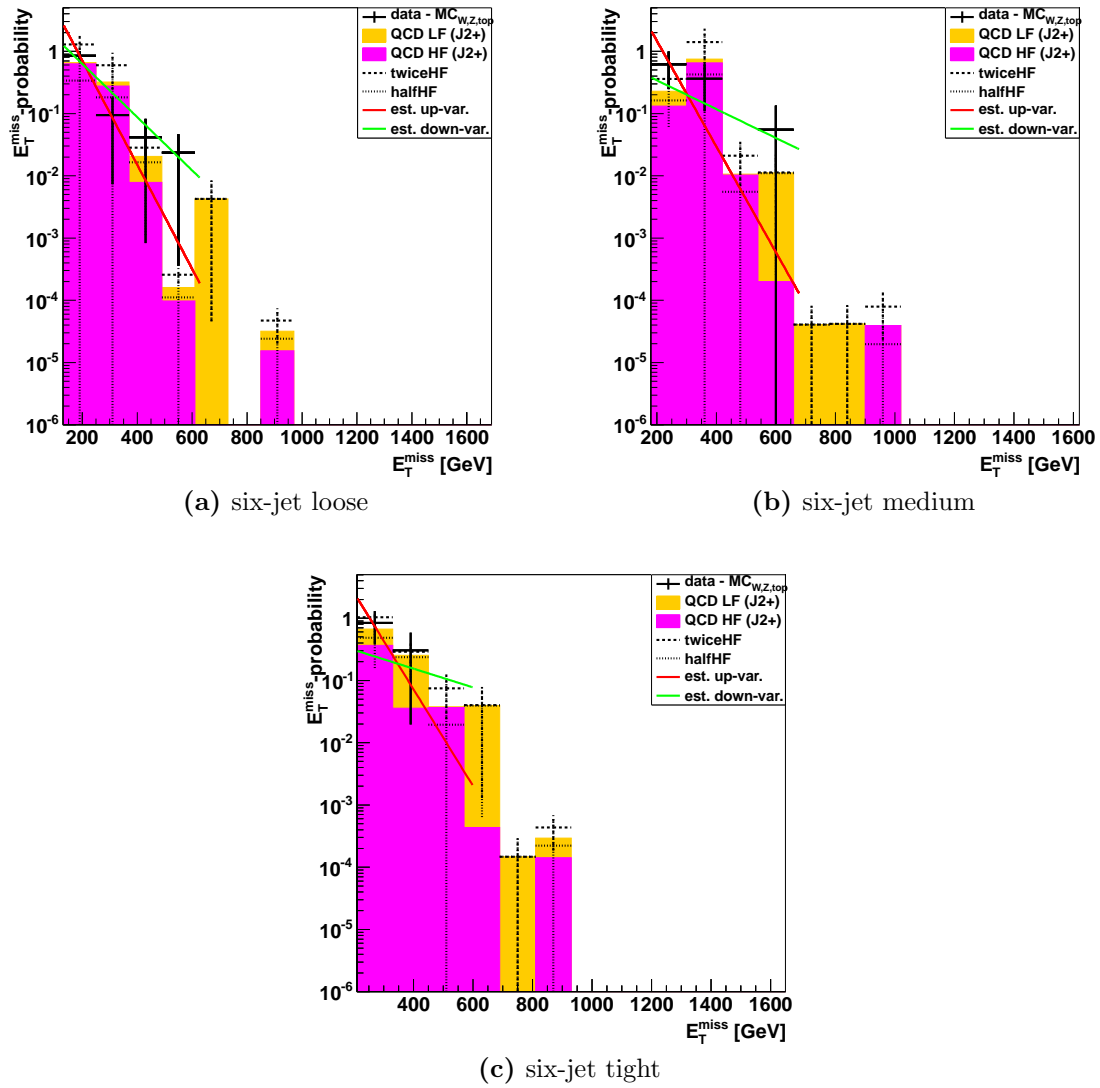 E_T^miss-probability
1
10^-1
10^-2
10^-3
10^-4
10^-5
10^-6
data - MC_W,Z,top
QCD LF (J2+)
QCD HF (J2+)
twiceHF
halfHF
est. up-var.
est. down-var.
200 400 600 800 1000 1200 1400 1600
E_T^miss [GeV]
(a) six-jet loose
E_T^miss-probability
1
10^-1
10^-2
10^-3
10^-4
10^-5
10^-6
data - MC_W,Z,top
QCD LF (J2+)
QCD HF (J2+)
twiceHF
halfHF
est. up-var.
est. down-var.
200 400 600 800 1000 1200 1400 1600
E_T^miss [GeV]
(b) six-jet medium
E_T^miss-probability
1
10^-1
10^-2
10^-3
10^-4
10^-5
10^-6
data - MC_W,Z,top
QCD LF (J2+)
QCD HF (J2+)
twiceHF
halfHF
est. up-var.
est. down-var.
400 600 800 1000 1200 1400 1600
E_T^miss [GeV]
(c) six-jet tight